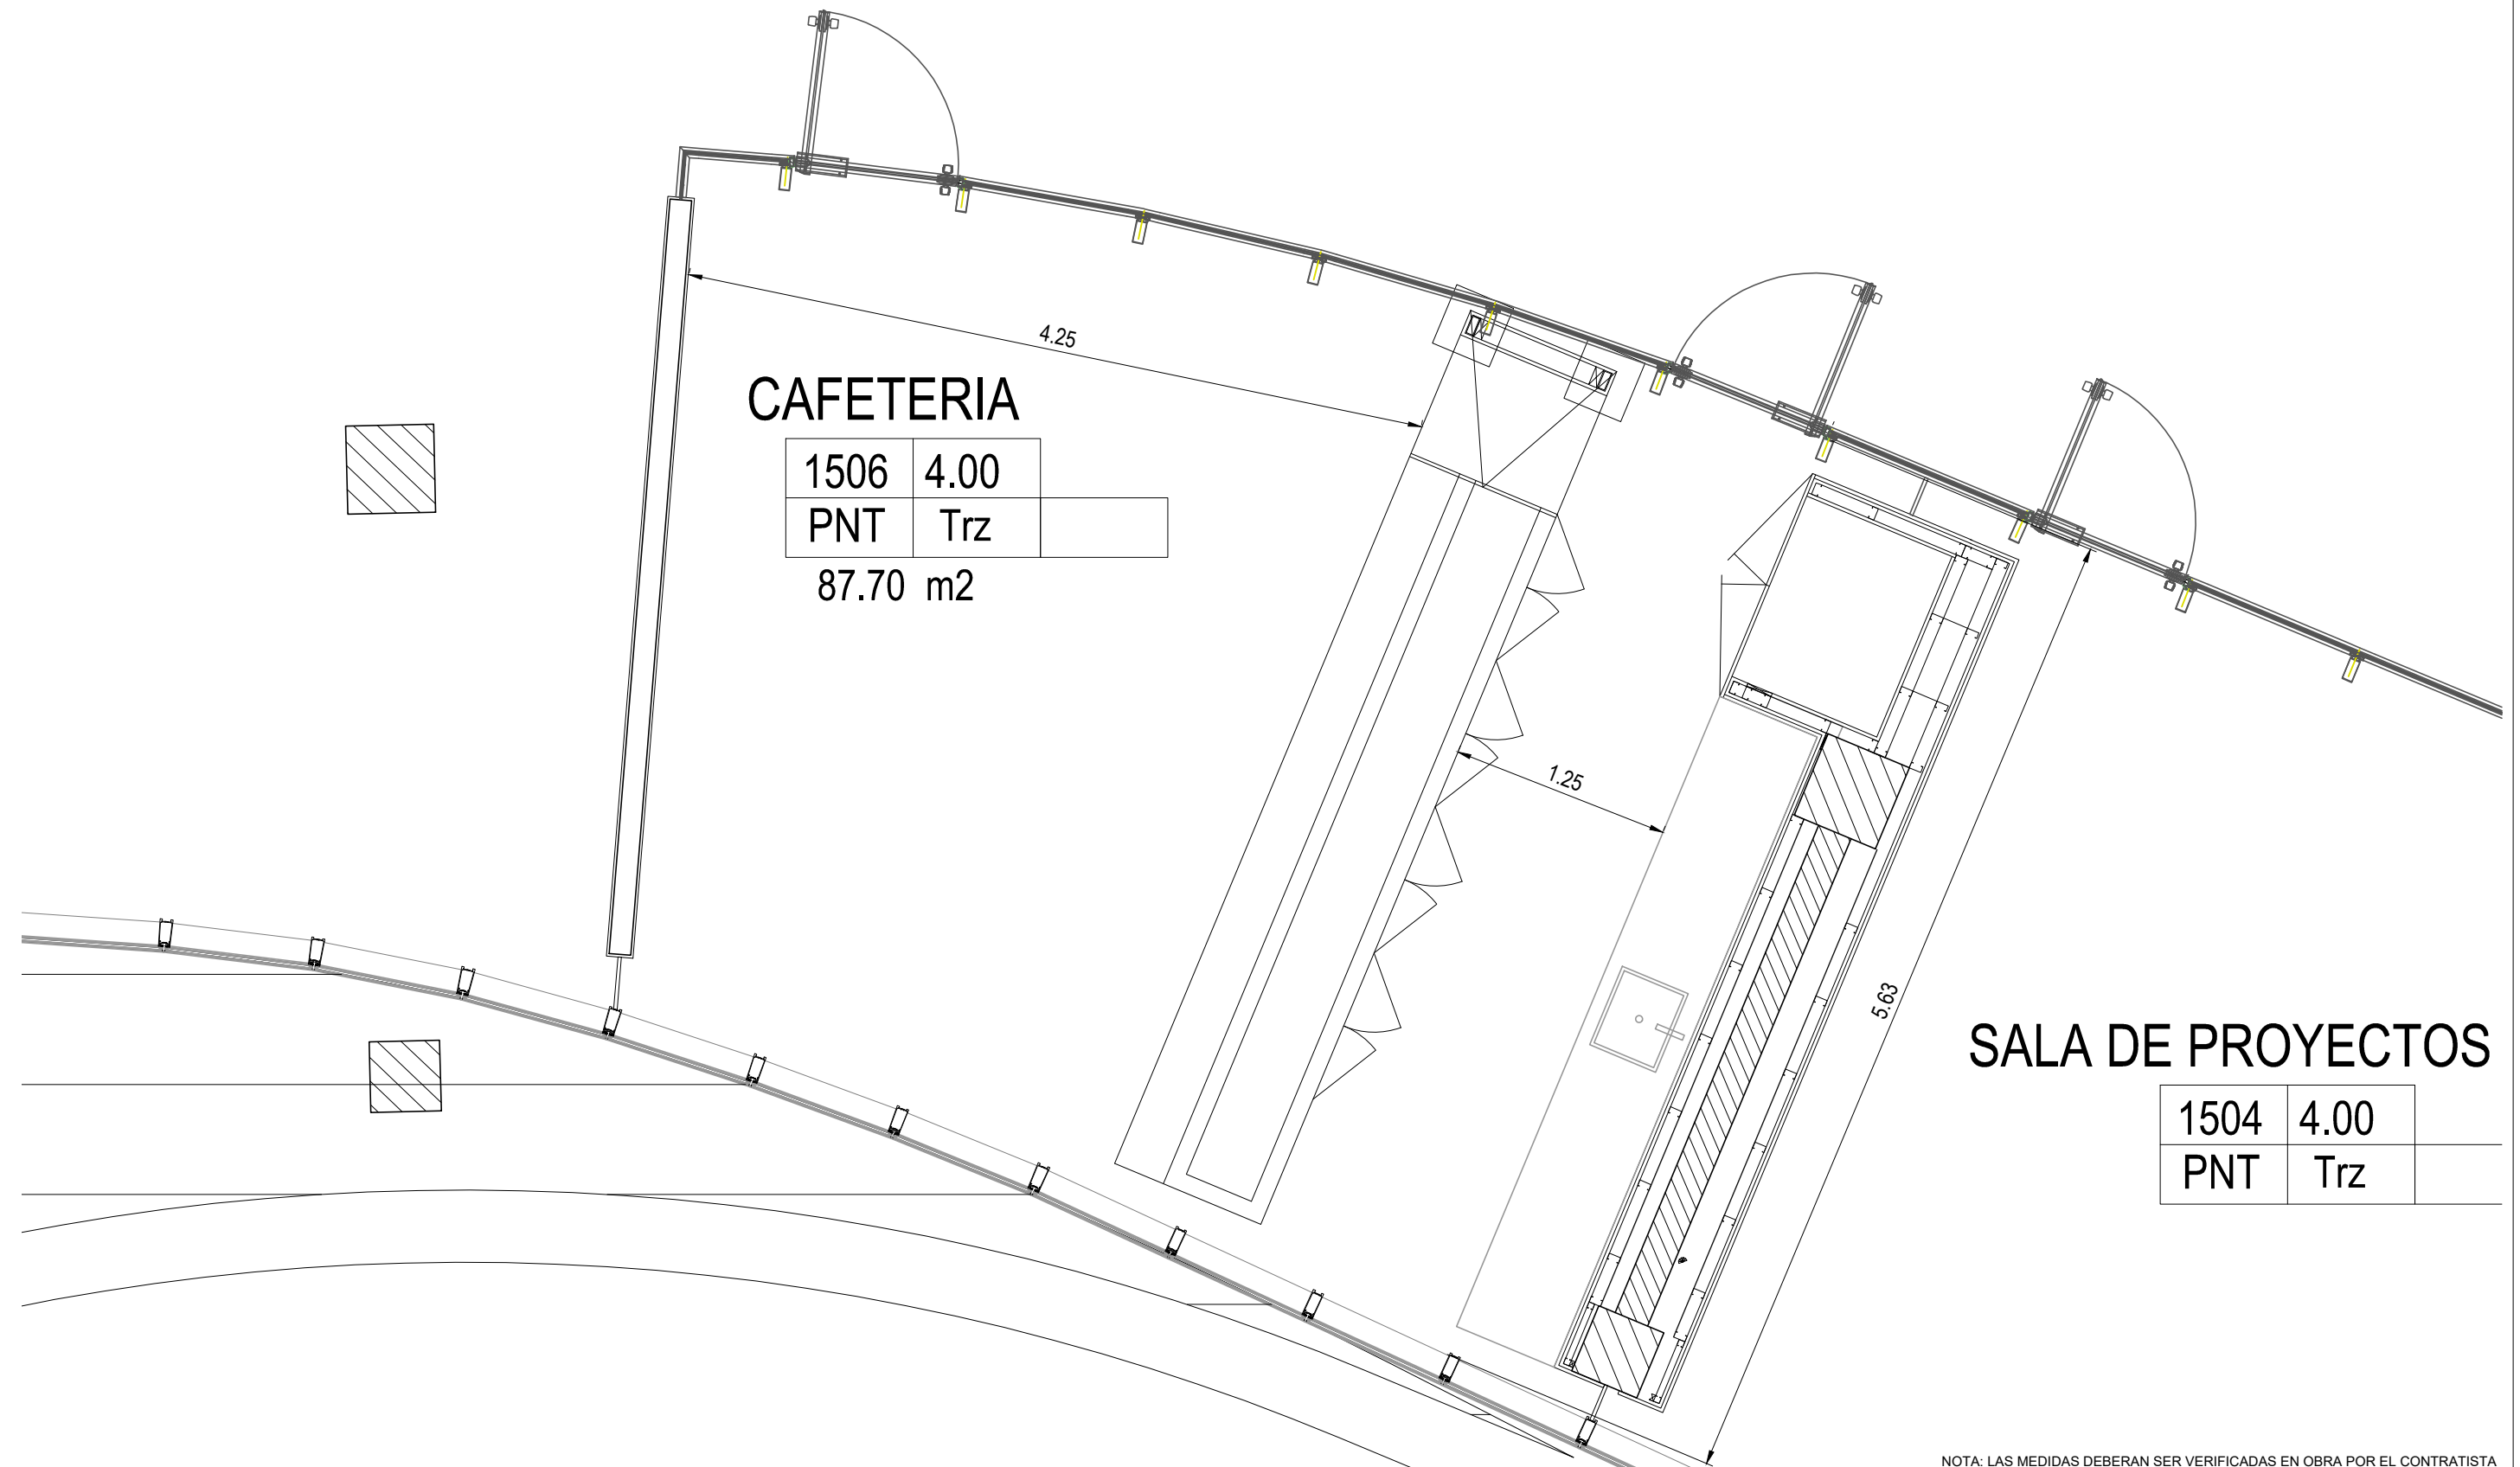 4.25
CAFETERIA
1506 4.00
PNT Trz
87.70 m2
1.25
5.63
SALA DE PROYECTOS
1504 4.00
PNT Trz
NOTA: LAS MEDIDAS DEBERAN SER VERIFICADAS EN OBRA POR EL CONTRATISTA